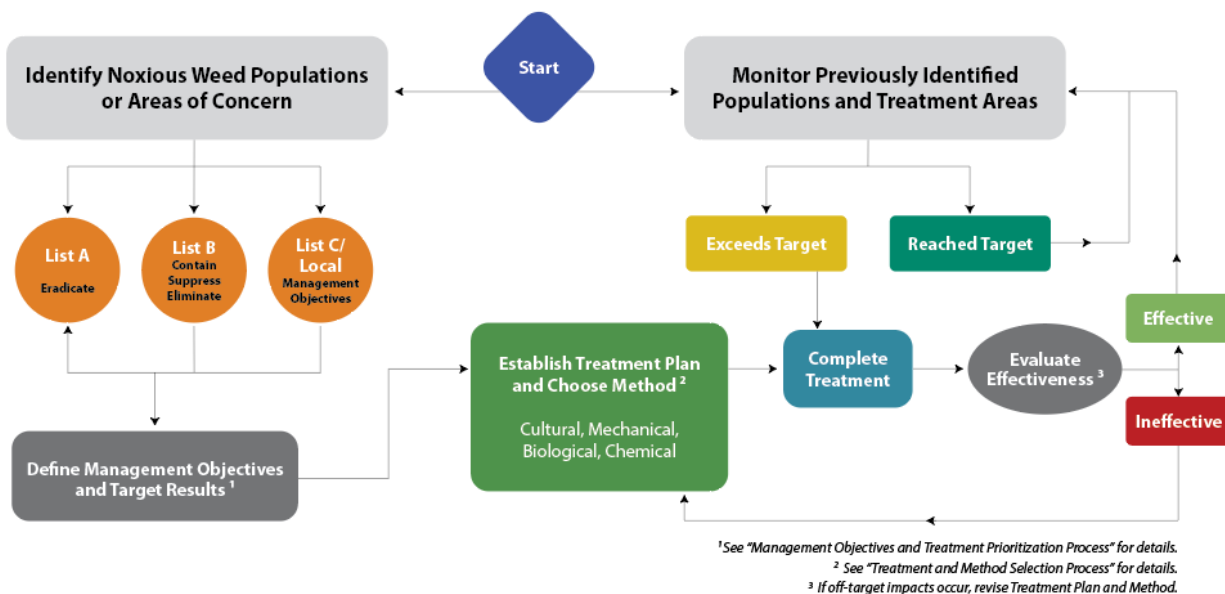 Start
Identify Noxious Weed Populations
or Areas of Concern
Monitor Previously Identified
Populations and Treatment Areas
List A
Eradicate
List B
Contain
Suppress
Eliminate
List C/
Local
Management
Objectives
Exceeds Target
Reached Target
Define Management Objectives
and Target Results ¹
Establish Treatment Plan
and Choose Method ²
Cultural, Mechanical,
Biological, Chemical
Complete
Treatment
Evaluate
Effectiveness ³
Effective
Ineffective
¹ See “Management Objectives and Treatment Prioritization Process” for details.
² See “Treatment and Method Selection Process” for details.
³ If off-target impacts occur, revise Treatment Plan and Method.